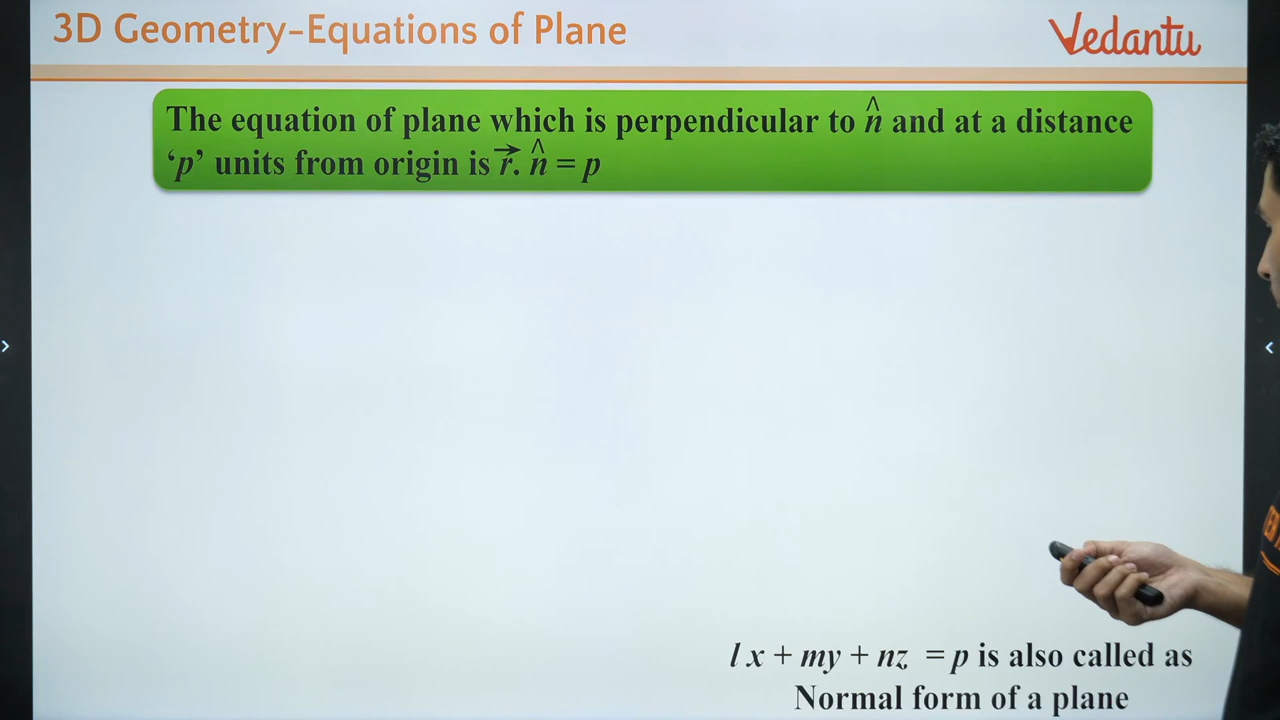 3D Geometry-Equations of Plane
Vedantu
The equation of plane which is perpendicular to n̂ and at a distance
‘p’ units from origin is r⃗. n̂ = p
l x + my + nz = p is also called as
Normal form of a plane